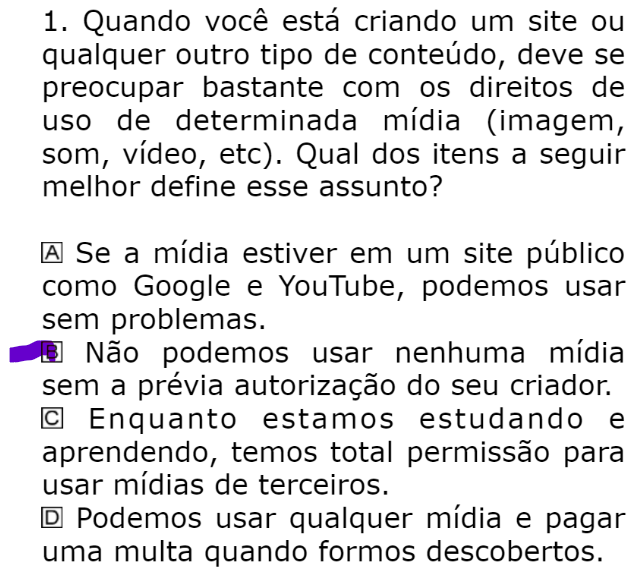 1. Quando você está criando um site ou
qualquer outro tipo de conteúdo, deve se
preocupar bastante com os direitos de
uso de determinada mídia (imagem,
som, vídeo, etc). Qual dos itens a seguir
melhor define esse assunto?
A Se a mídia estiver em um site público
como Google e YouTube, podemos usar
sem problemas.
B Não podemos usar nenhuma mídia
sem a prévia autorização do seu criador.
C Enquanto estamos estudando e
aprendendo, temos total permissão para
usar mídias de terceiros.
D Podemos usar qualquer mídia e pagar
uma multa quando formos descobertos.